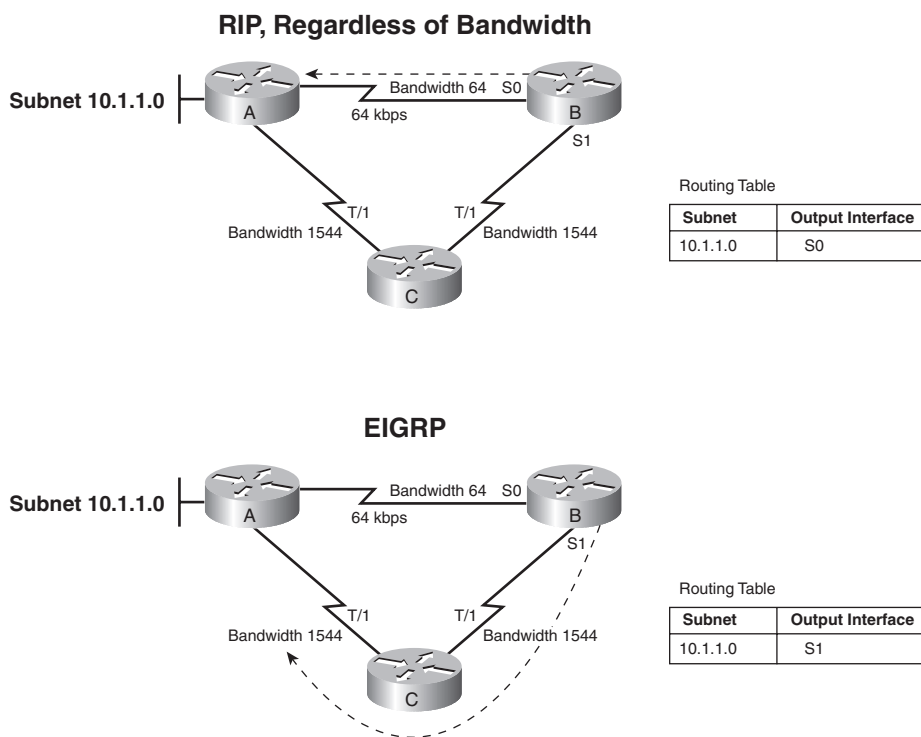 RIP, Regardless of Bandwidth
Subnet 10.1.1.0
A
Bandwidth 64
S0
B
64 kbps
S1
T/1
T/1
Bandwidth 1544
Bandwidth 1544
C
Routing Table
Subnet Output Interface
10.1.1.0 S0
EIGRP
Subnet 10.1.1.0
A
Bandwidth 64
S0
B
64 kbps
S1
T/1
T/1
Bandwidth 1544
Bandwidth 1544
C
Routing Table
Subnet Output Interface
10.1.1.0 S1